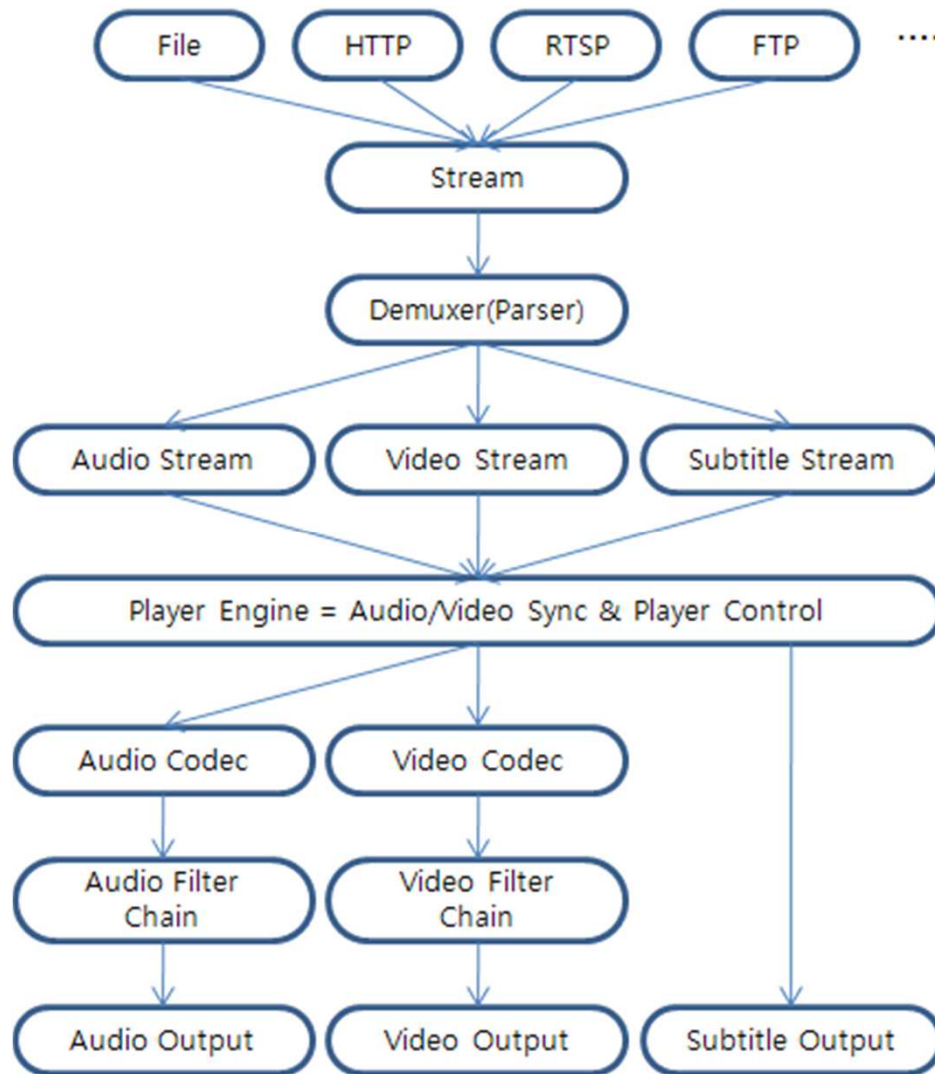 File
HTTP
RTSP
FTP
....
Stream
Demuxer(Parser)
Audio Stream
Video Stream
Subtitle Stream
Player Engine = Audio/Video Sync & Player Control
Audio Codec
Video Codec
Audio Filter
Chain
Video Filter
Chain
Audio Output
Video Output
Subtitle Output